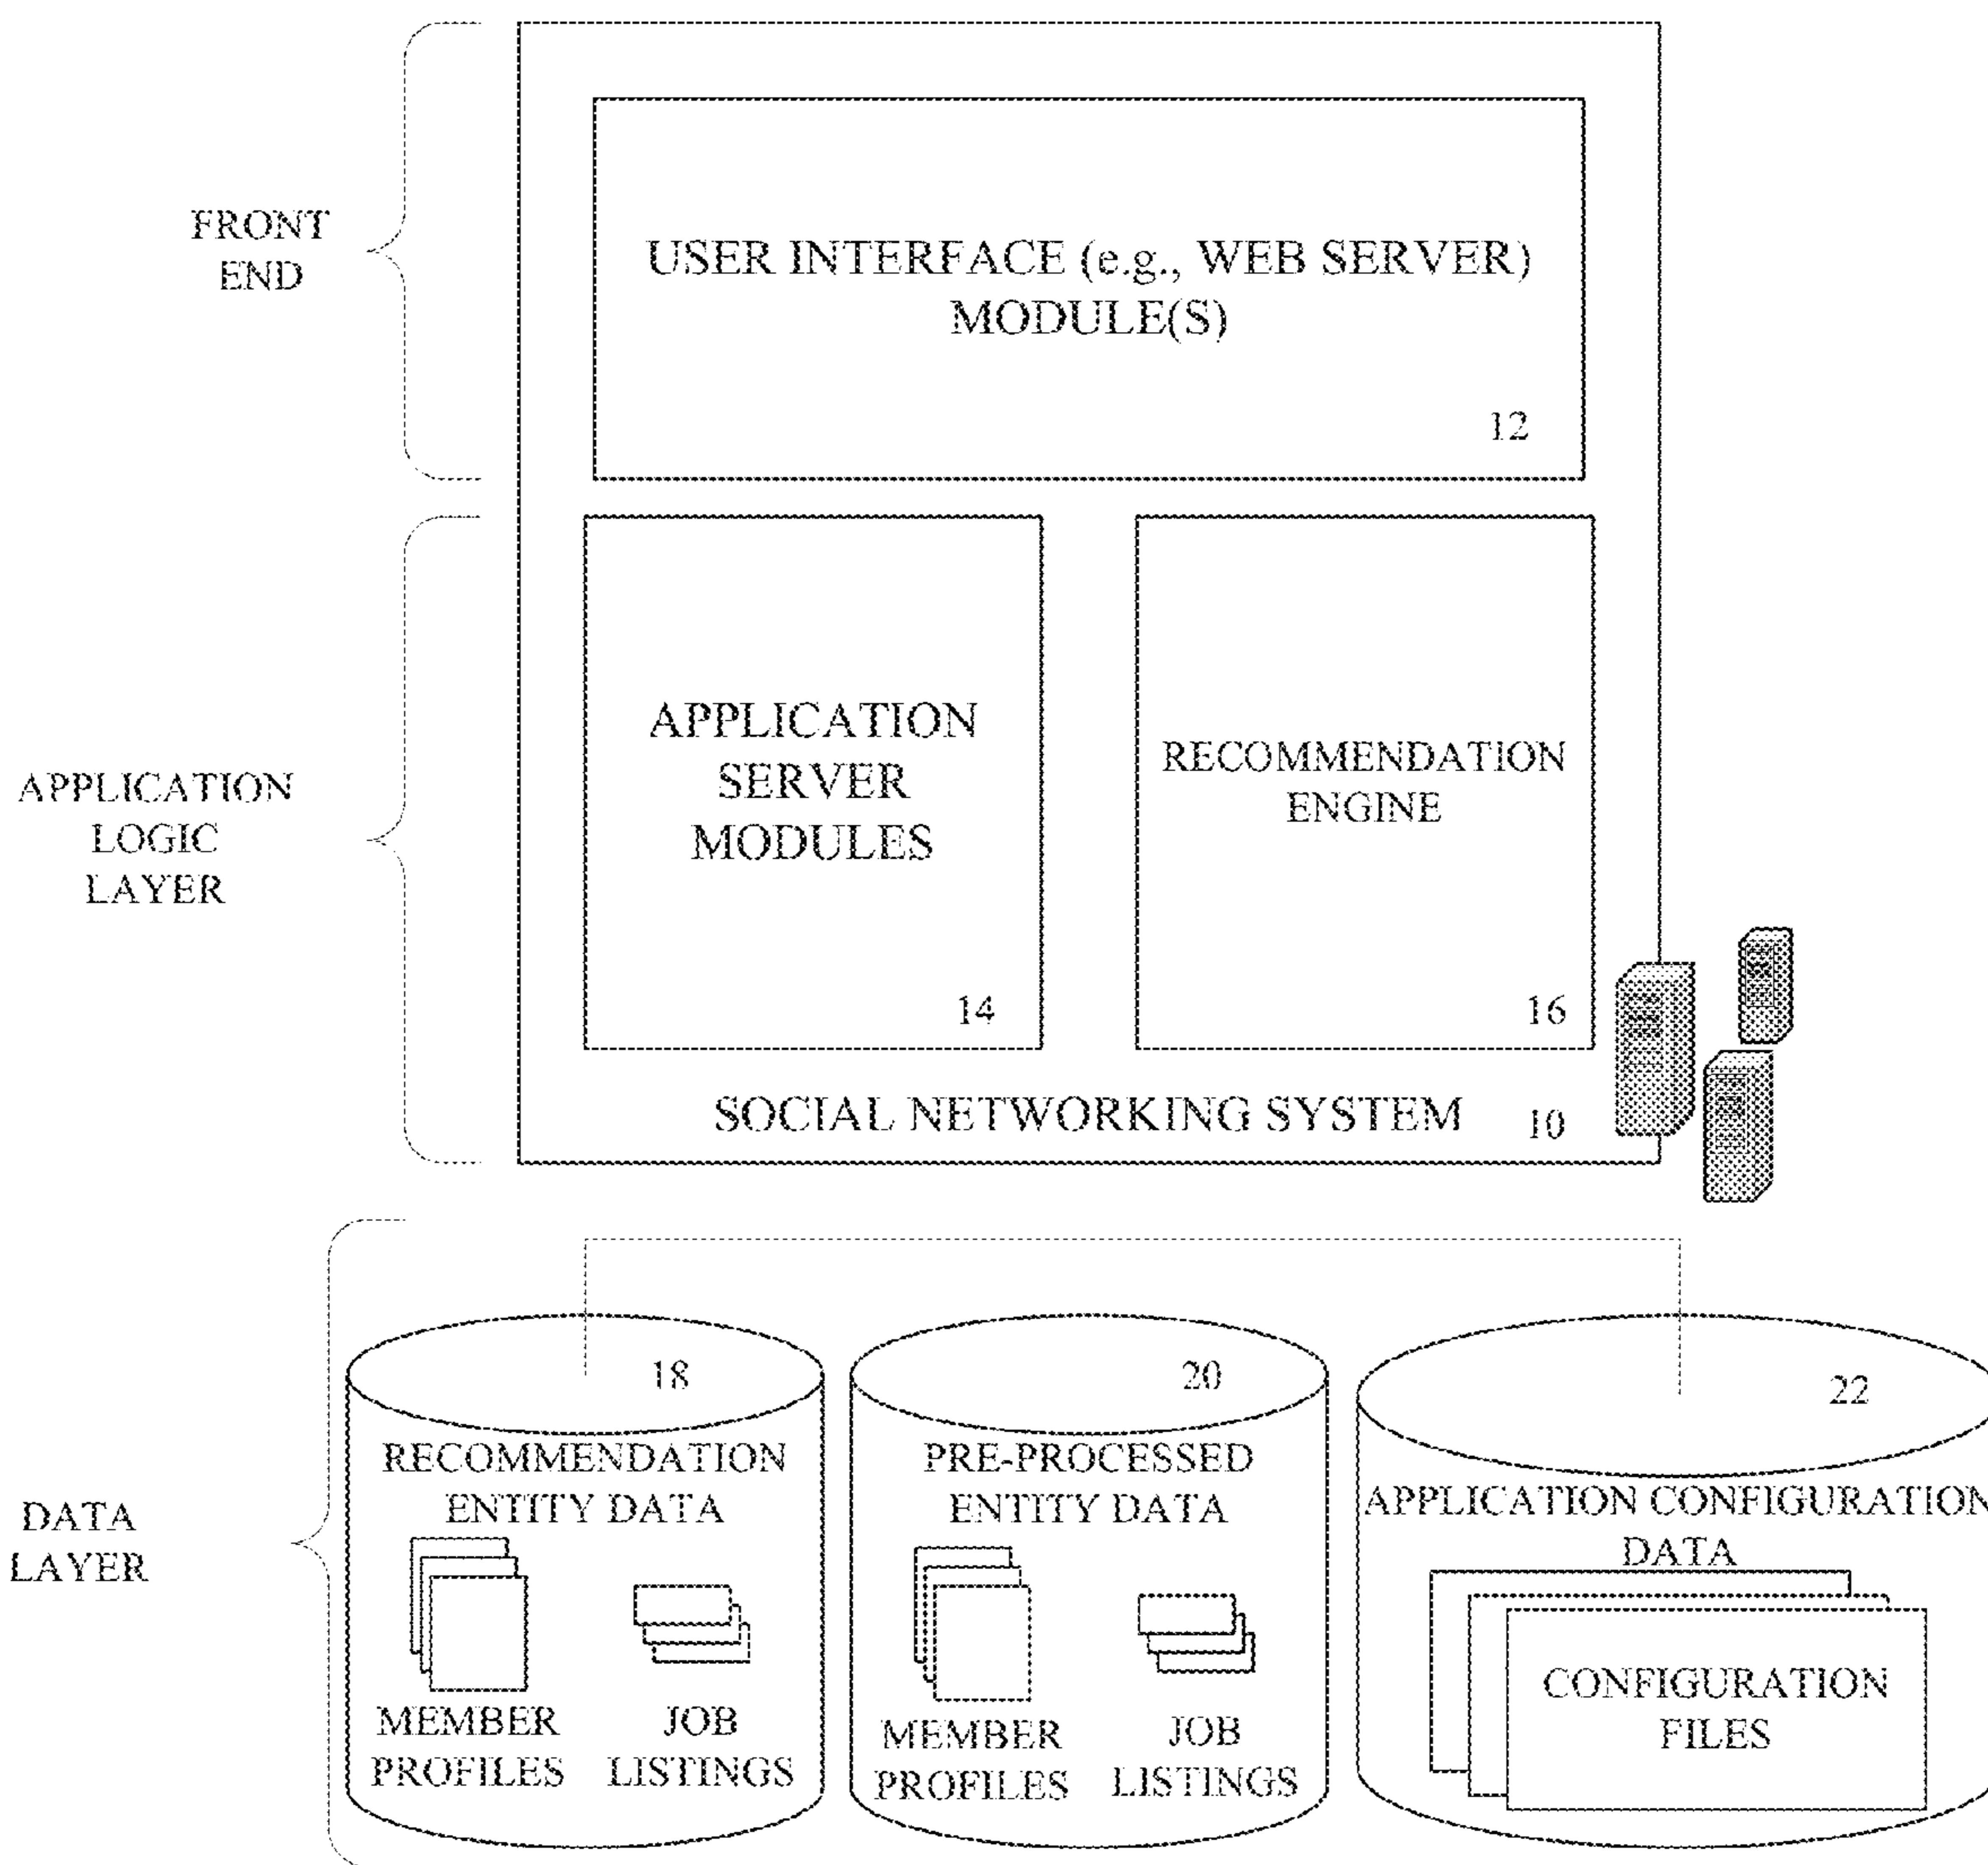 FRONT
END
USER INTERFACE (e.g., WEB SERVER)
MODULE(S)
12
APPLICATION
LOGIC
LAYER
APPLICATION
SERVER
MODULES
14
RECOMMENDATION
ENGINE
16
SOCIAL NETWORKING SYSTEM 10
DATA
LAYER
18
RECOMMENDATION
ENTITY DATA
MEMBER
PROFILES
JOB
LISTINGS
20
PRE-PROCESSED
ENTITY DATA
MEMBER
PROFILES
JOB
LISTINGS
22
APPLICATION CONFIGURATION
DATA
CONFIGURATION
FILES